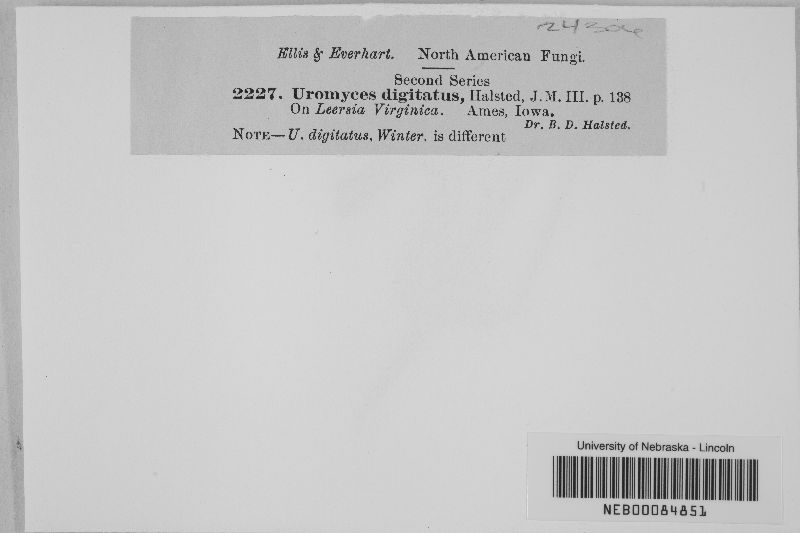 Ellis & Everhart. North American Fungi.
Second Series
2227. Uromyces digitatus, Halsted, J. M. III. p. 138
On Leersia Virginica. Ames, Iowa.
Dr. B. D. Halsted.
NOTE—U. digitatus, Winter. is different
University of Nebraska - Lincoln
NEB00084851